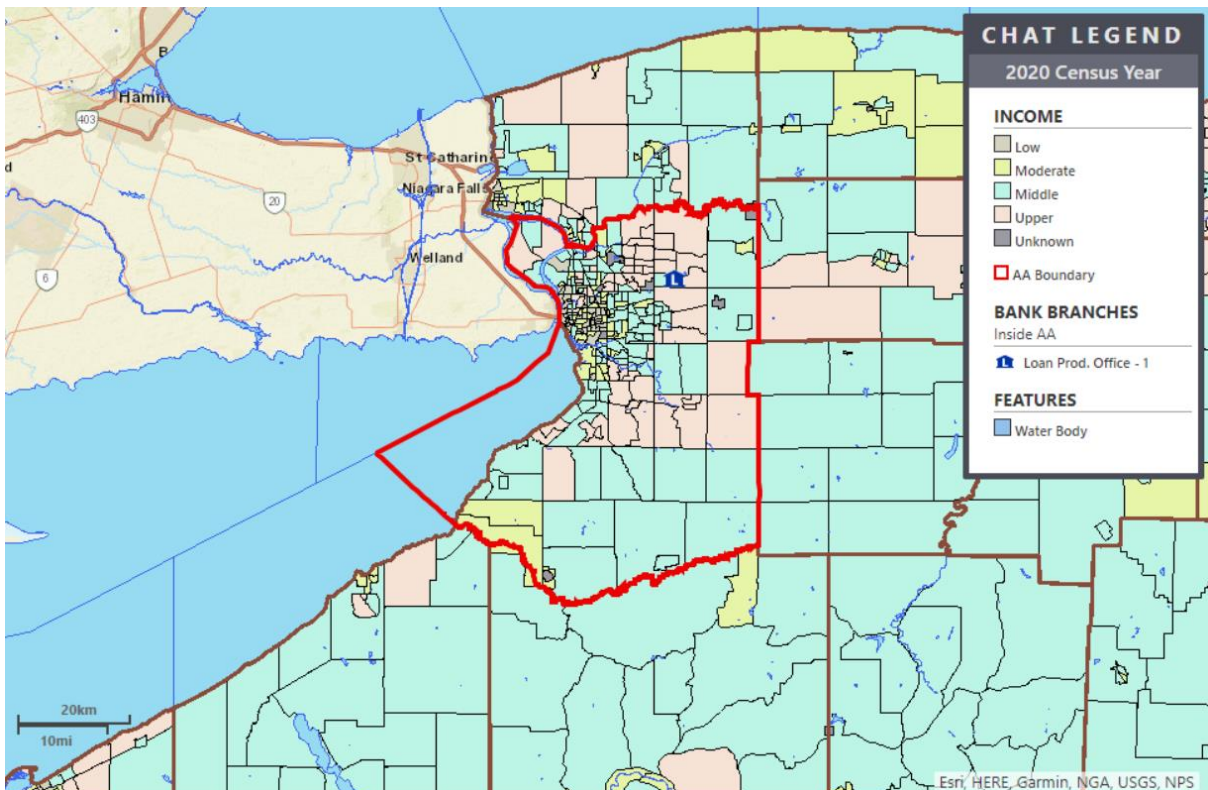 CHAT LEGEND
2020 Census Year
INCOME
Low
Moderate
Middle
Upper
Unknown
AA Boundary
BANK BRANCHES
Inside AA
L
Loan Prod. Office - 1
FEATURES
Water Body
B
Hamin
403
St Catharin
Niagara Falls
20
Welland
6
d
L
20km
10mi
Esri, HERE, Garmin, NGA, USGS, NPS